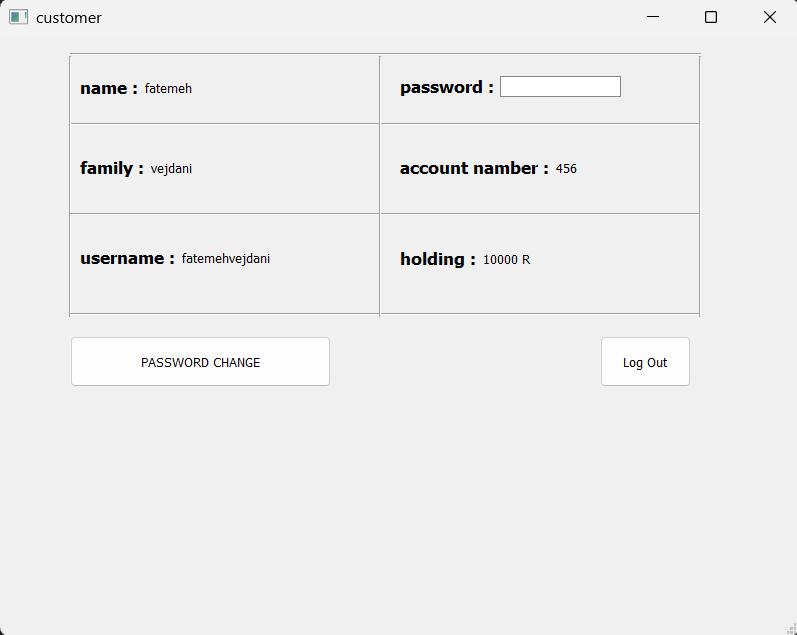 customer
name : fatemeh
password :
family : vejdani
account namber : 456
username : fatemehvejdani
holding : 10000 R
PASSWORD CHANGE
Log Out